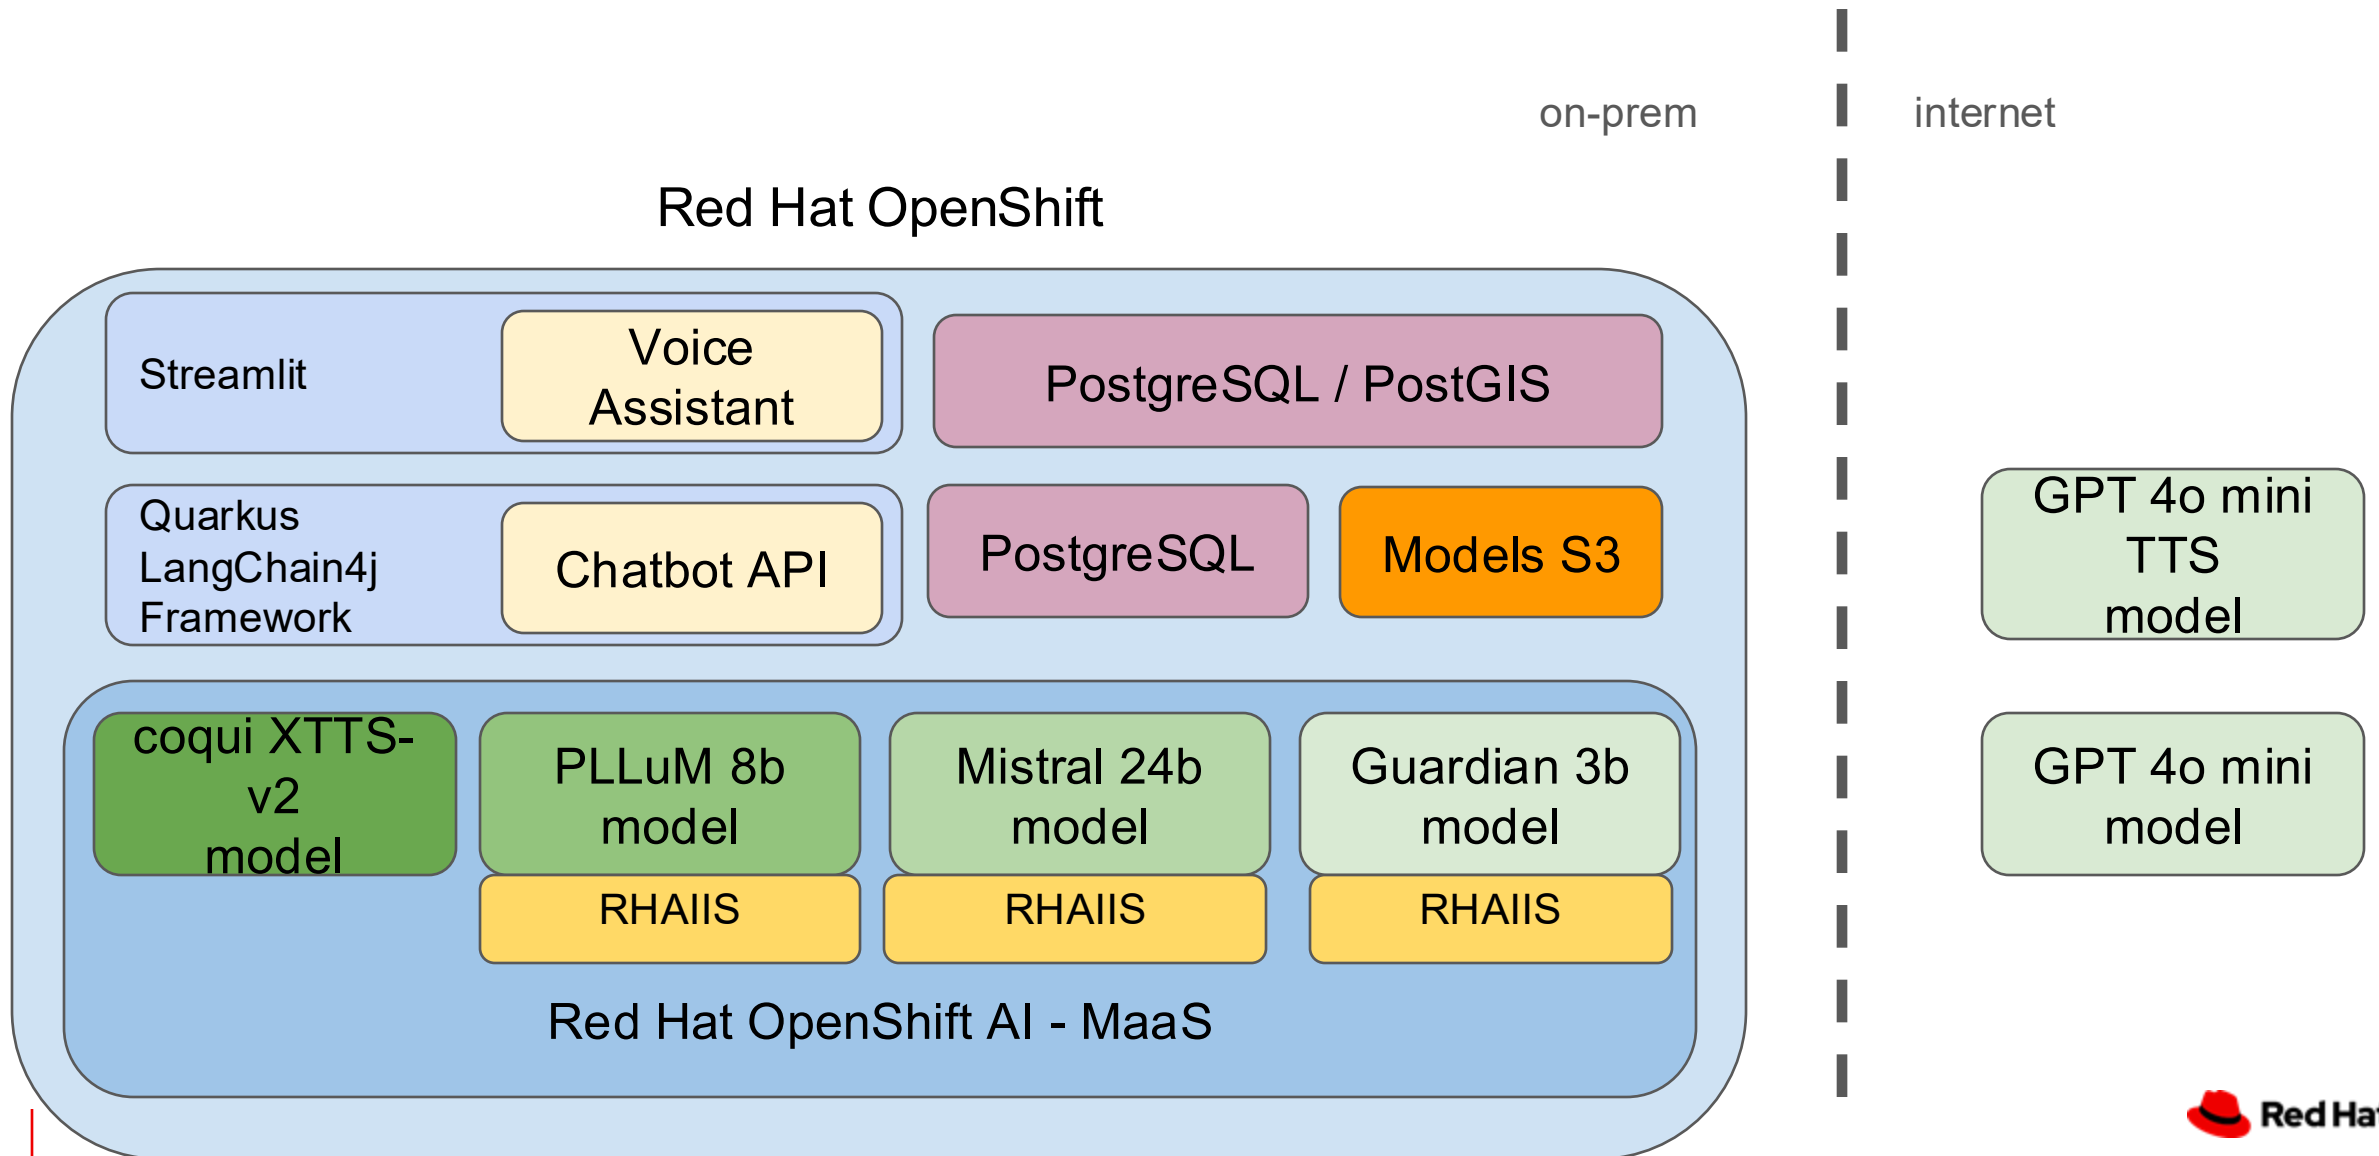 on-prem
internet
Red Hat OpenShift
Streamlit
Voice
Assistant
PostgreSQL / PostGIS
Quarkus
LangChain4j
Framework
Chatbot API
PostgreSQL
Models S3
GPT 4o mini
TTS
model
coqui XTTS-
v2
model
PLLuM 8b
model
Mistral 24b
model
Guardian 3b
model
GPT 4o mini
model
RHAIIS
RHAIIS
RHAIIS
Red Hat OpenShift AI - MaaS
Red Hat